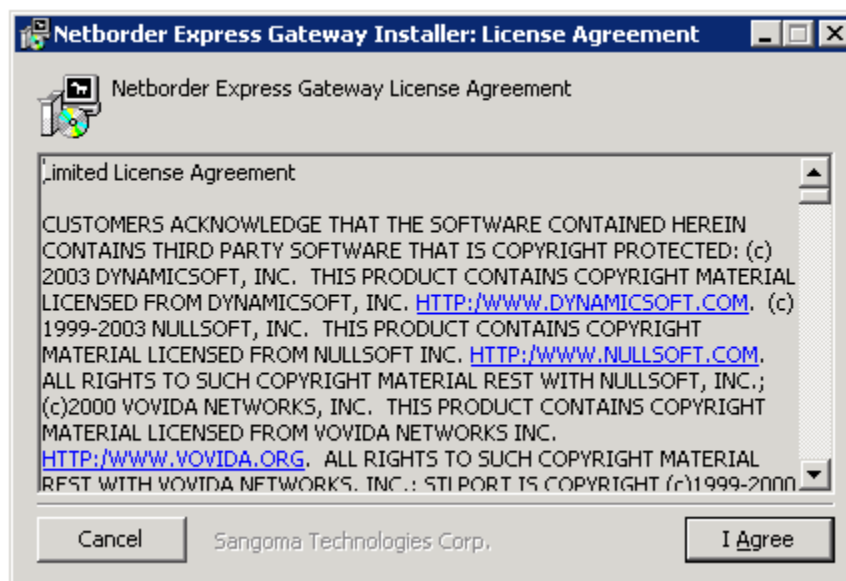 Netborder Express Gateway Installer: License Agreement
Netborder Express Gateway License Agreement
Limited License Agreement
CUSTOMERS ACKNOWLEDGE THAT THE SOFTWARE CONTAINED HEREIN
CONTAINS THIRD PARTY SOFTWARE THAT IS COPYRIGHT PROTECTED: (c)
2003 DYNAMICSOFT, INC.  THIS PRODUCT CONTAINS COPYRIGHT MATERIAL
LICENSED FROM DYNAMICSOFT, INC. HTTP:/WWW.DYNAMICSOFT.COM.  (c)
1999-2003 NULLSOFT, INC.  THIS PRODUCT CONTAINS COPYRIGHT
MATERIAL LICENSED FROM NULLSOFT INC. HTTP:/WWW.NULLSOFT.COM.
ALL RIGHTS TO SUCH COPYRIGHT MATERIAL REST WITH NULLSOFT, INC.;
(c)2000 VOVIDA NETWORKS, INC.  THIS PRODUCT CONTAINS COPYRIGHT
MATERIAL LICENSED FROM VOVIDA NETWORKS INC.
HTTP:/WWW.VOVIDA.ORG.  ALL RIGHTS TO SUCH COPYRIGHT MATERIAL
REST WITH VOVIDA NETWORKS, INC.; STLPORT IS COPYRIGHT (c)1999-2000
Cancel
Sangoma Technologies Corp.
I Agree